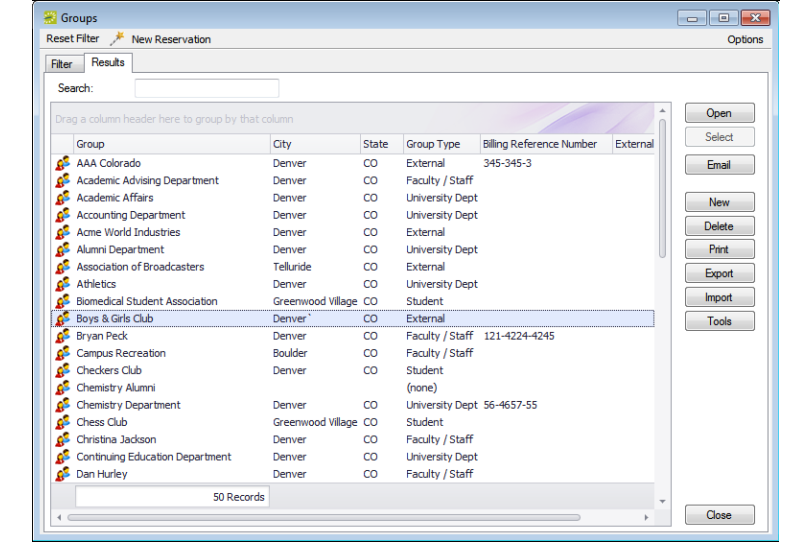 Groups
Reset Filter New Reservation Options
Filter Results
Search:
Drag a column header here to group by that column
Group City State Group Type Billing Reference Number External
AAA Colorado Denver CO External 345-345-3
Academic Advising Department Denver CO Faculty / Staff
Academic Affairs Denver CO University Dept
Accounting Department Denver CO University Dept
Acme World Industries Denver CO External
Alumni Department Denver CO University Dept
Association of Broadcasters Telluride CO External
Athletics Denver CO University Dept
Biomedical Student Association Greenwood Village CO Student
Boys & Girls Club Denver` CO External
Bryan Peck Denver CO Faculty / Staff 121-4224-4245
Campus Recreation Boulder CO Faculty / Staff
Checkers Club Denver CO Student
Chemistry Alumni (none)
Chemistry Department Denver CO University Dept 56-4657-55
Chess Club Greenwood Village CO Student
Christina Jackson Denver CO Faculty / Staff
Continuing Education Department Denver CO University Dept
Dan Hurley Denver CO Faculty / Staff
50 Records
Open
Select
Email
New
Delete
Print
Export
Import
Tools
Close